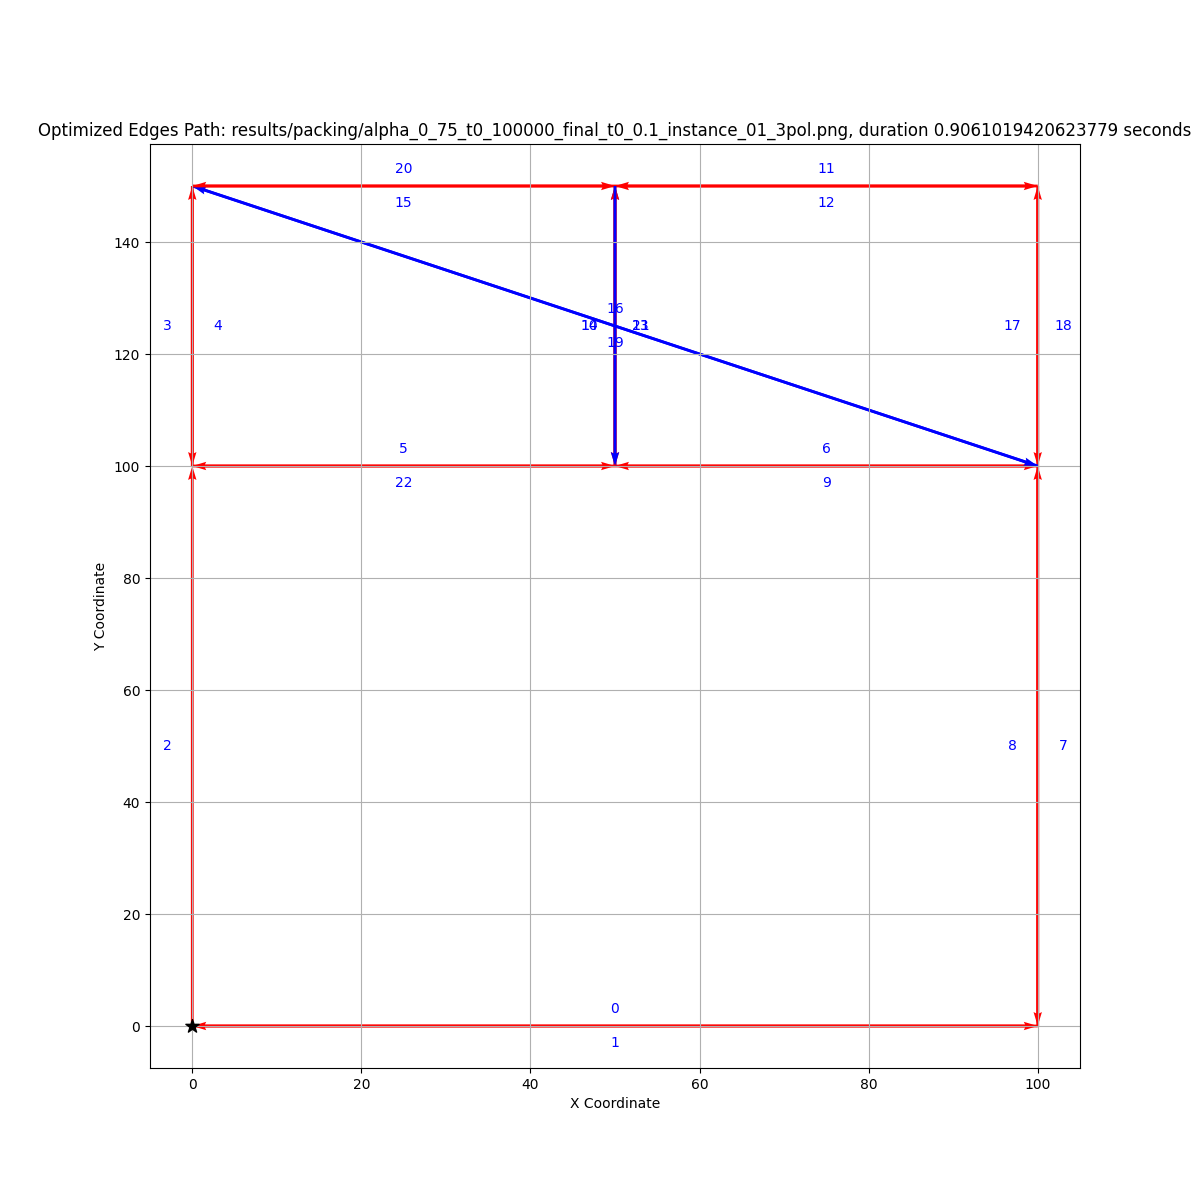 Optimized Edges Path: results/packing/alpha_0_75_t0_100000_final_t0_0.1_instance_01_3pol.png, duration 0.9061019420623779 seconds
20 11
15 12
140
16
3 4 17 18
19
120
5 6
100
22 9
80
Y Coordinate
60
2 8 7
40
20
0
0
1
0 20 40 60 80 100
X Coordinate